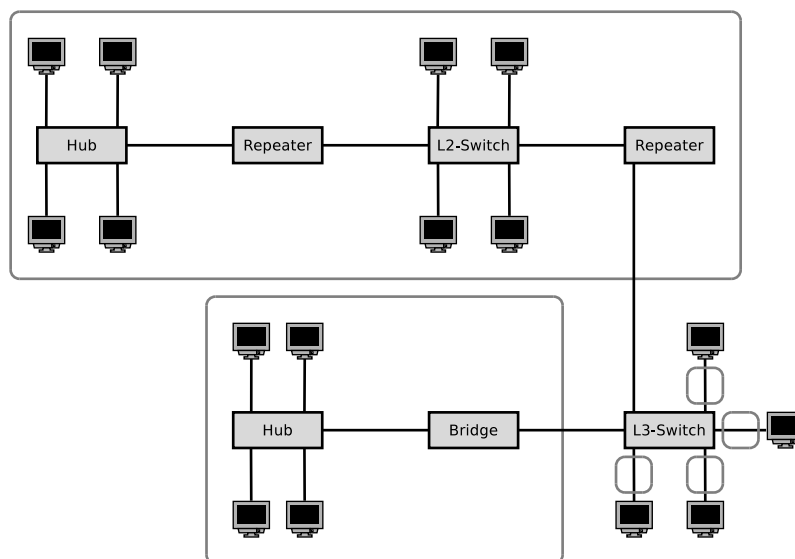 Hub
Repeater
L2-Switch
Repeater
Hub
Bridge
L3-Switch